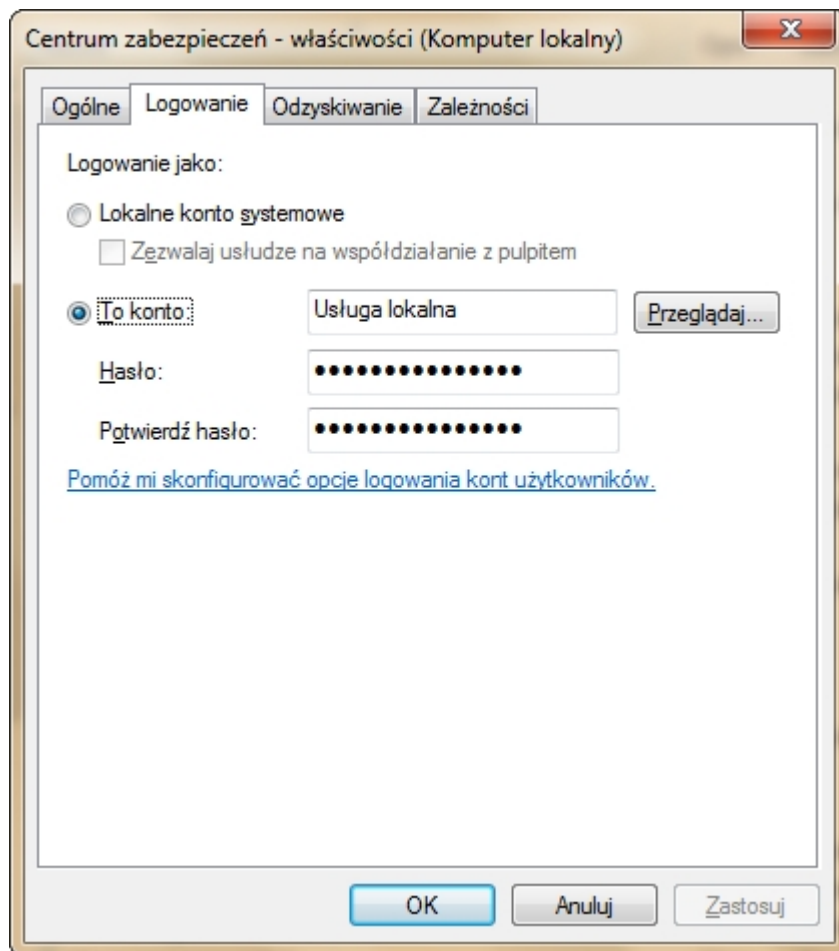 Centrum zabezpieczeń - właściwości (Komputer lokalny)
Ogólne Logowanie Odzyskiwanie Zależności
Logowanie jako:
Lokalne konto systemowe
Zezwalaj usłudze na współdziałanie z pulpitem
To konto: Usługa lokalna Przeglądaj...
Hasło: •••••••••••••••
Potwierdź hasło: •••••••••••••••
Pomóż mi skonfigurować opcje logowania kont użytkowników.
OK Anuluj Zastosuj